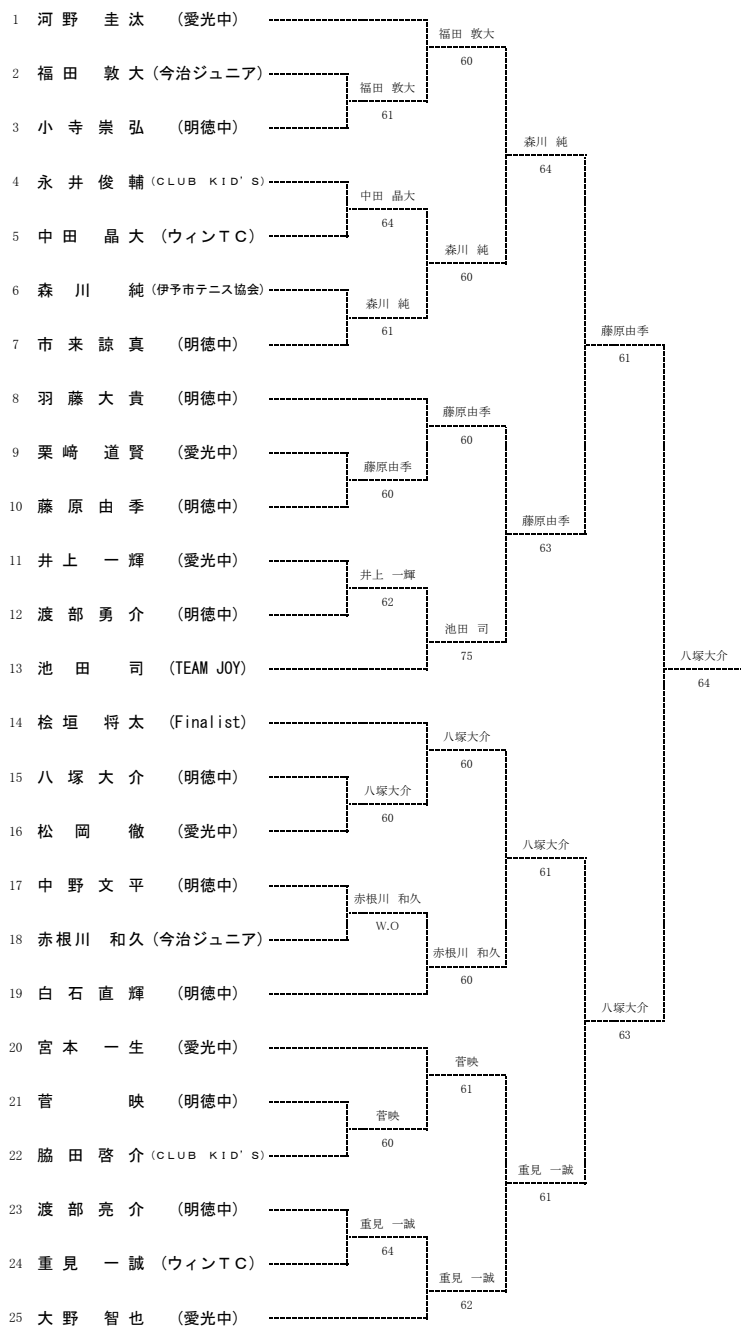 1 河野 圭汰 (愛光中)
福田 敦大
60
2 福田 敦大 (今治ジュニア)
福田 敦大
61
3 小寺崇弘 (明徳中)
森川 純
64
4 永井俊輔 (CLUB KID'S)
中田 晶大
64
5 中田 晶大 (ウィンTC)
森川 純
60
6 森川 純 (伊予市テニス協会)
森川 純
61
7 市来諒真 (明徳中)
藤原由季
61
8 羽藤大貴 (明徳中)
藤原由季
60
9 栗﨑 道賢 (愛光中)
藤原由季
60
10 藤原由季 (明徳中)
藤原由季
63
11 井上 一輝 (愛光中)
井上 一輝
62
12 渡部勇介 (明徳中)
池田 司
75
13 池田 司 (TEAM JOY)
八塚大介
64
14 桧垣 将太 (Finalist)
八塚大介
60
15 八塚大介 (明徳中)
八塚大介
60
16 松岡 徹 (愛光中)
八塚大介
61
17 中野文平 (明徳中)
赤根川 和久
W.O
18 赤根川 和久 (今治ジュニア)
赤根川 和久
60
19 白石直輝 (明徳中)
八塚大介
63
20 宮本 一生 (愛光中)
菅映
61
21 菅 映 (明徳中)
菅映
60
22 脇田啓介 (CLUB KID'S)
重見 一誠
61
23 渡部亮介 (明徳中)
重見 一誠
64
24 重見 一誠 (ウィンTC)
重見 一誠
62
25 大野 智也 (愛光中)